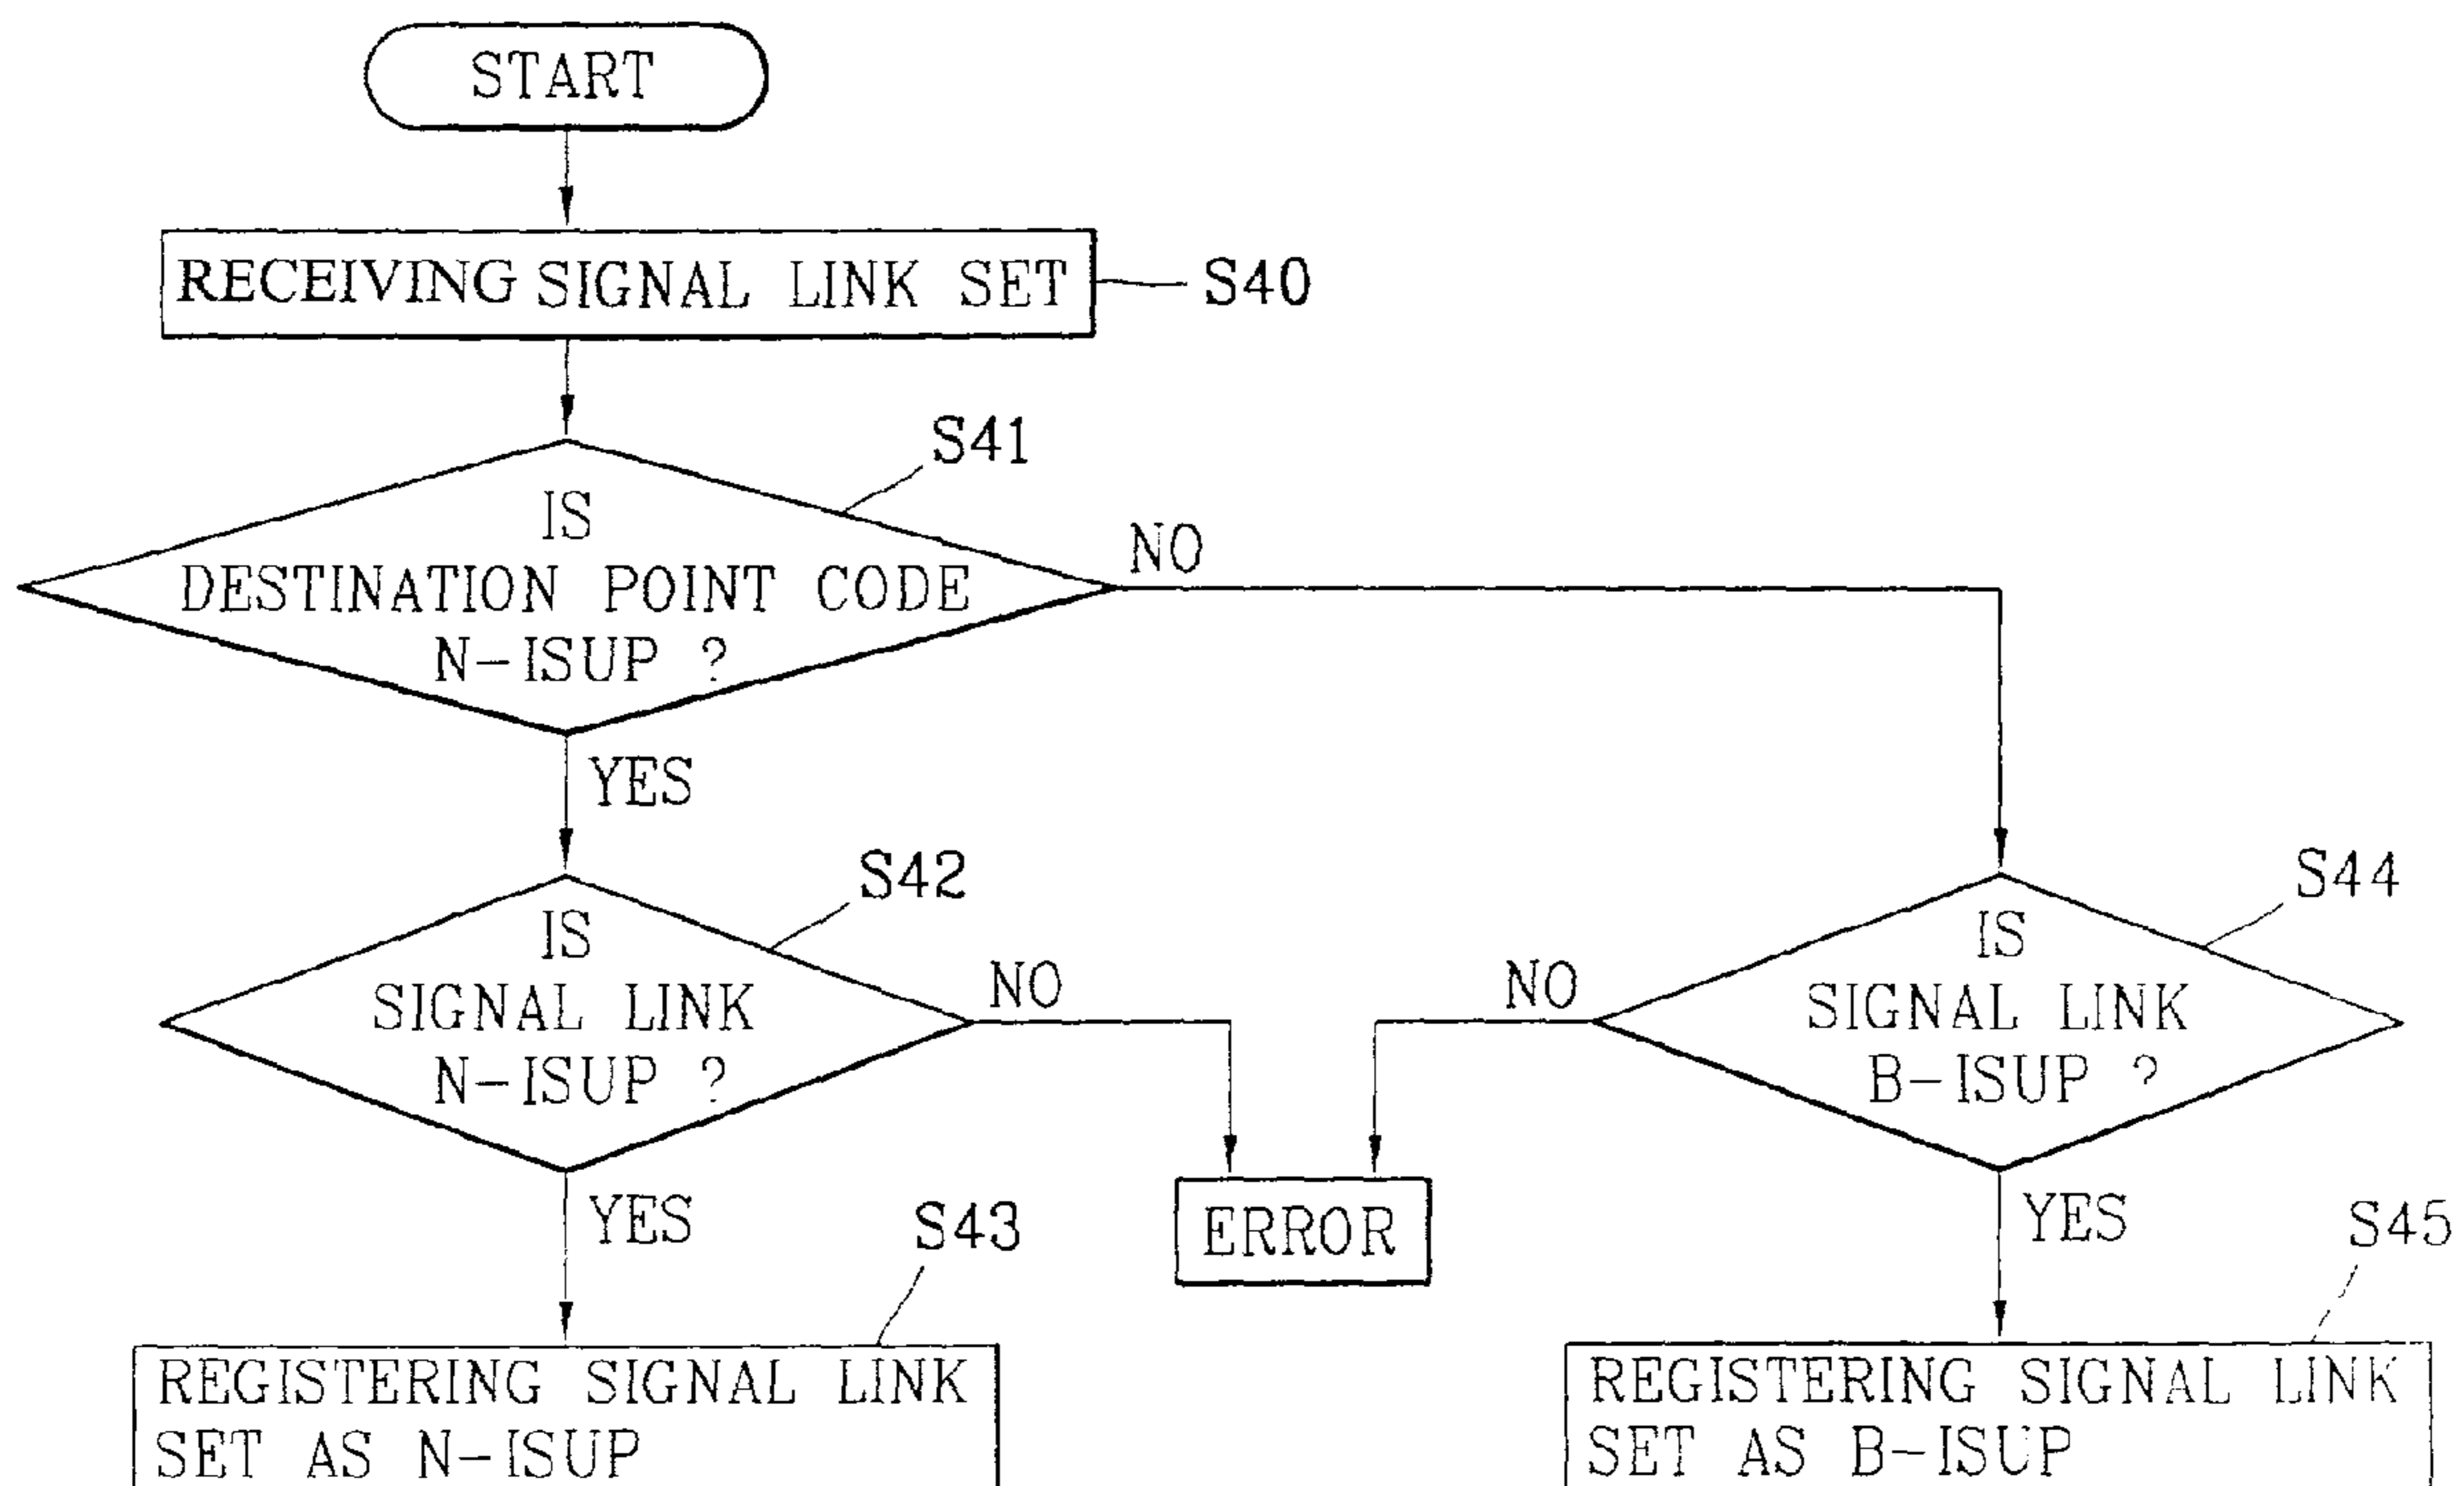 START
RECEIVING SIGNAL LINK SET
S40
S41
IS
DESTINATION POINT CODE
N-ISUP ?
NO
YES
S42
IS
SIGNAL LINK
N-ISUP ?
NO
YES
S44
IS
SIGNAL LINK
B-ISUP ?
NO
YES
ERROR
S43
REGISTERING SIGNAL LINK
SET AS N-ISUP
S45
REGISTERING SIGNAL LINK
SET AS B-ISUP